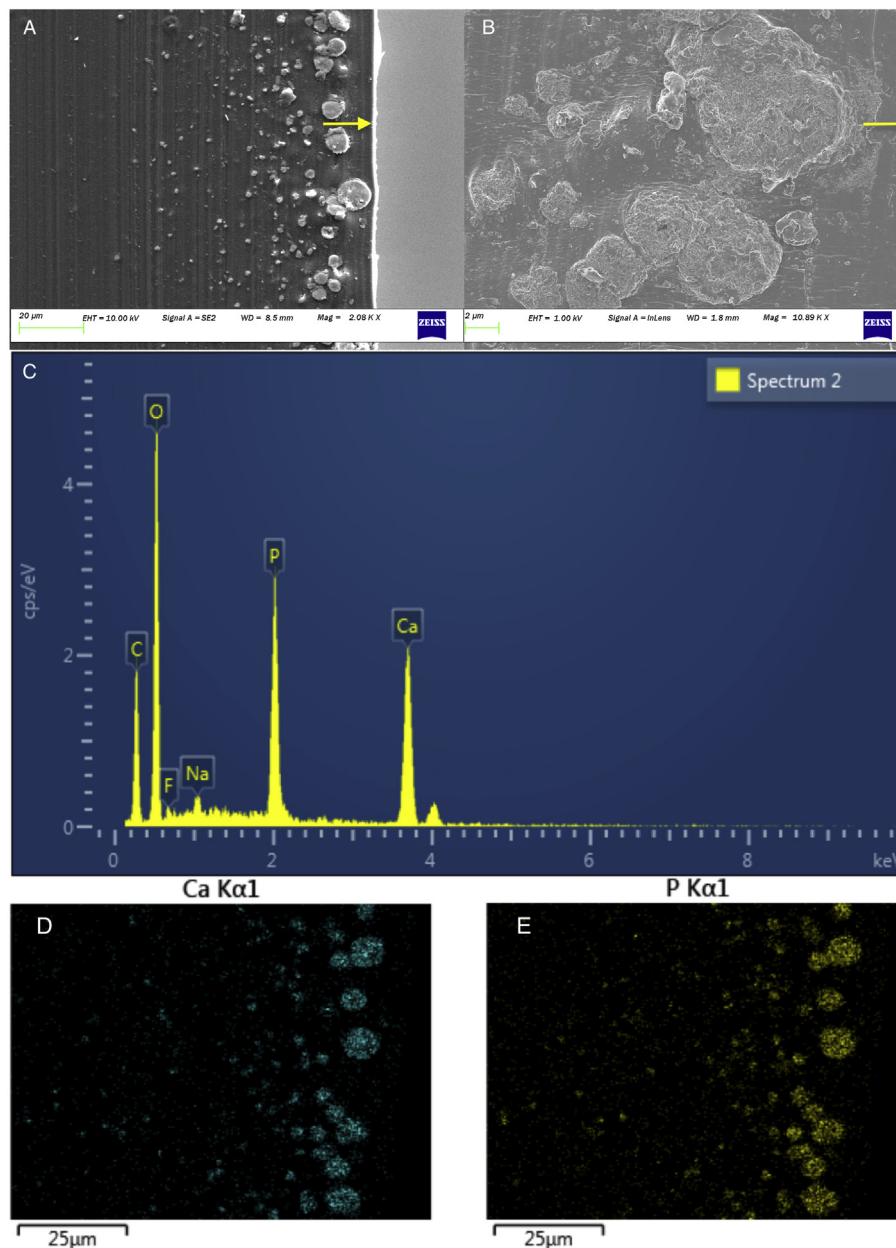 A
B
20 µm
EHT = 10.00 kV
Signal A = SE2
WD = 8.5 mm
Mag = 2.08 K X
ZEISS
2 µm
EHT = 1.00 kV
Signal A = InLens
WD = 1.8 mm
Mag = 10.89 K X
ZEISS
C
Spectrum 2
O
P
Ca
C
F
Na
cps/eV
4
2
0
0
2
4
6
8
keV
Ca Kα1
P Kα1
D
E
25µm
25µm